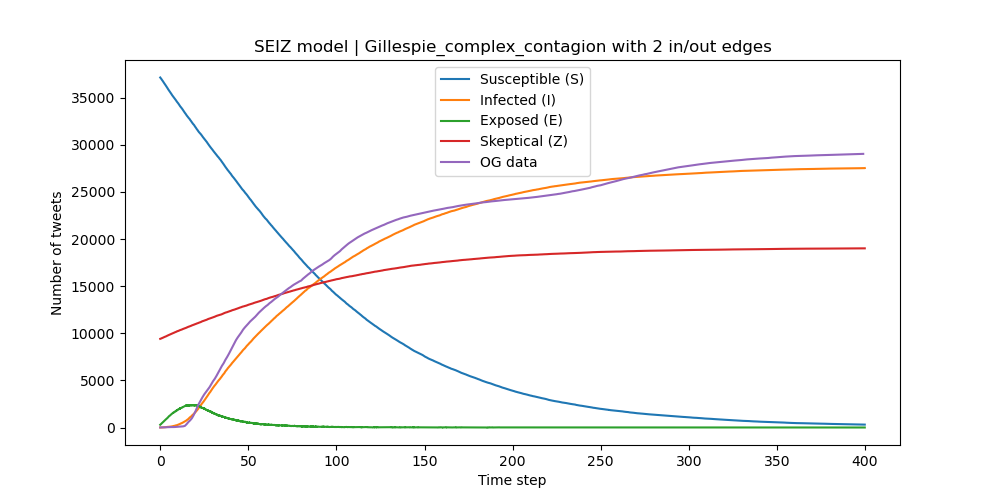 SEIZ model | Gillespie_complex_contagion with 2 in/out edges
Susceptible (S)
Infected (I)
Exposed (E)
Skeptical (Z)
OG data
Number of tweets
35000
30000
25000
20000
15000
10000
5000
0
0 50 100 150 200 250 300 350 400
Time step